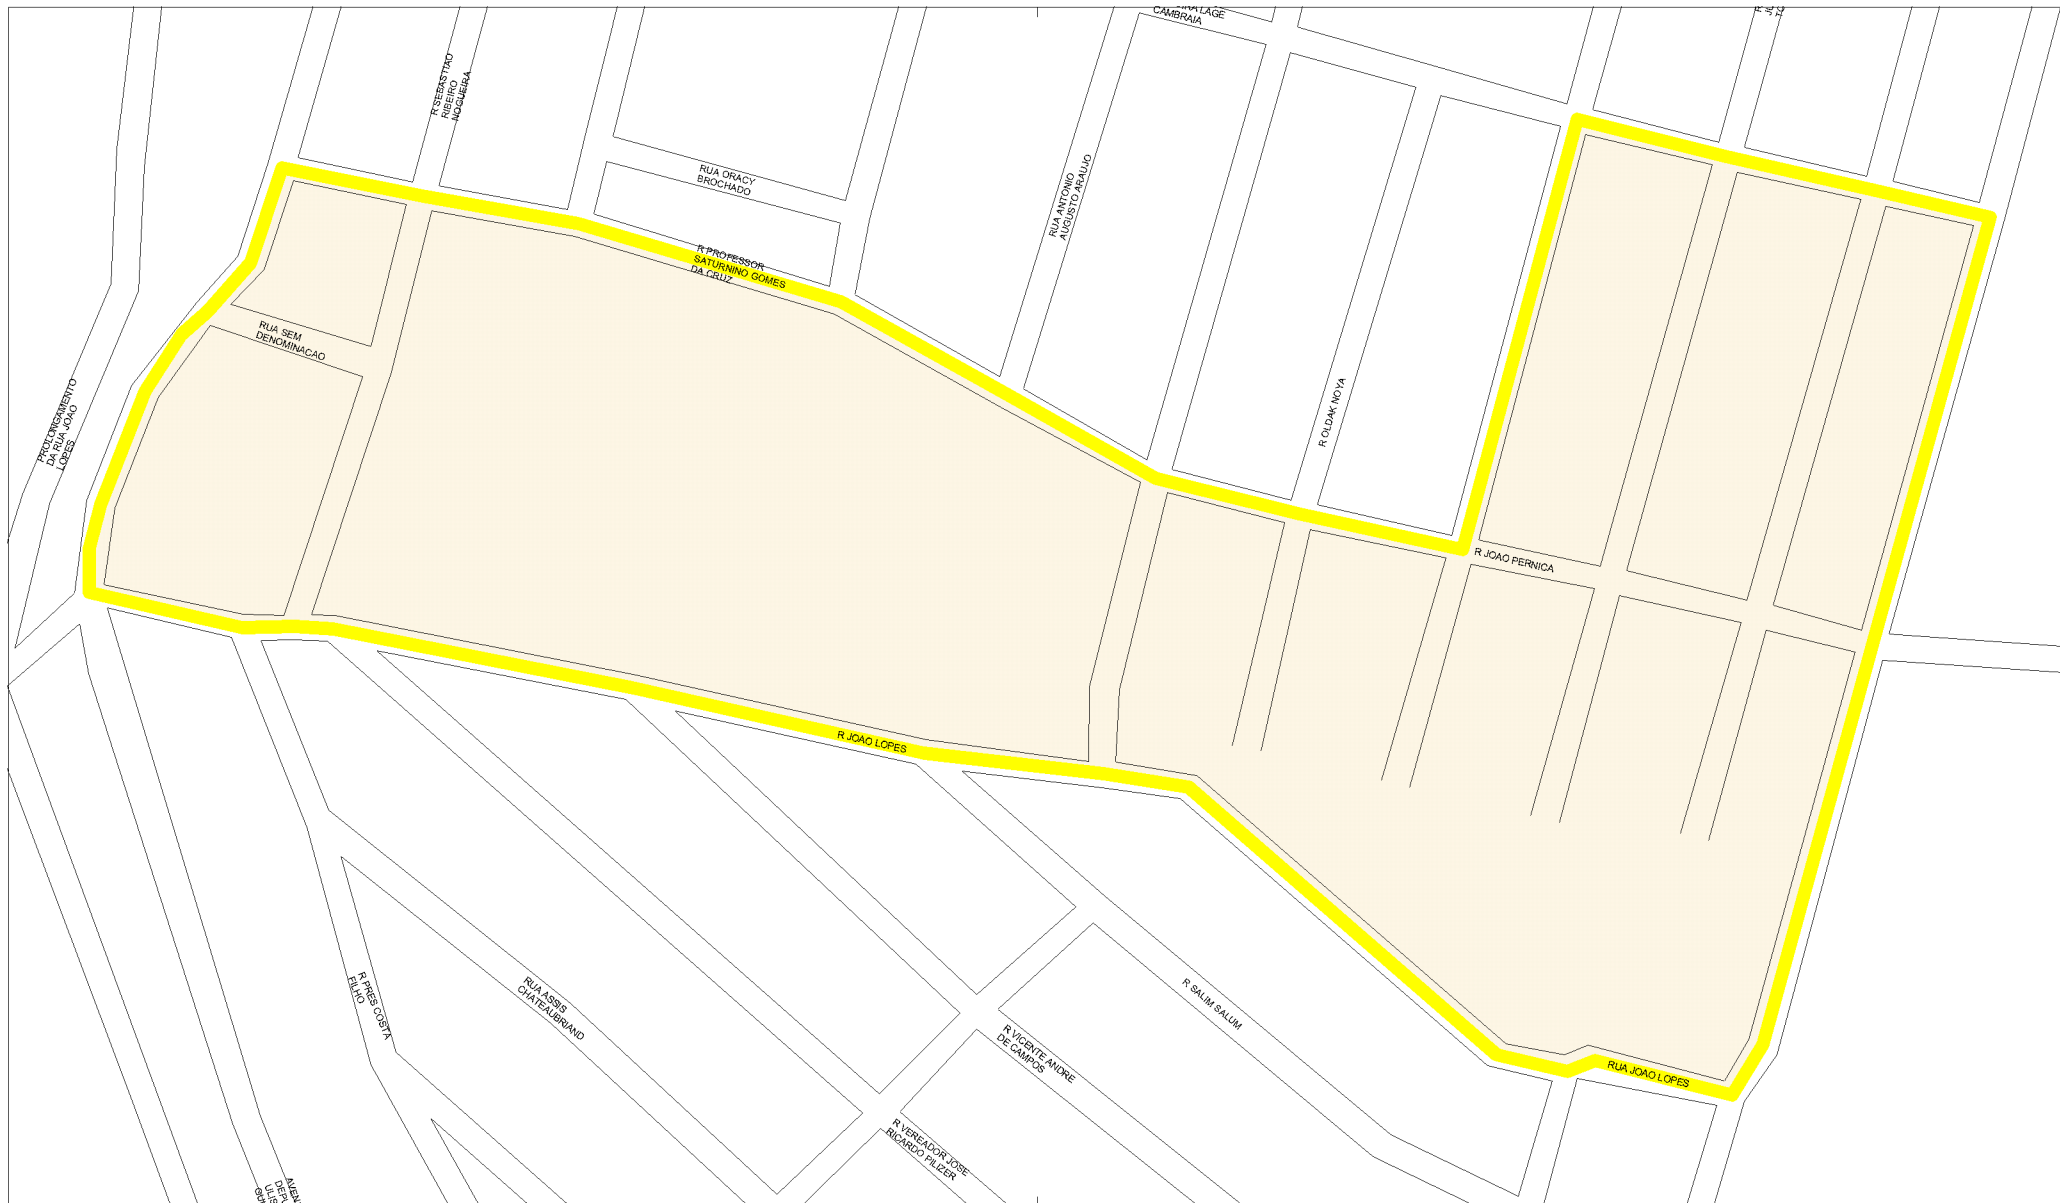 LAGE
CAMBRAIA
R SEBASTIAO
RIBEIRO
NOGUEIRA
RUA ORACY
BROCHADO
RUA ANTONIO
AUGUSTO ARAUJO
R PROFESSOR
SATURNINO GOMES
DA CRUZ
RUA SEM
DENOMINACAO
PROLONGAMENTO
DA RUA JOAO
LOPES
R OLDAK NOYA
R JOAO PERNICA
R JOAO LOPES
R PRES COSTA
FILHO
RUA ASSIS
CHATEAUBRIAND
R SALIM SALUM
R VICENTE ANDRE
DE CAMPOS
RUA JOAO LOPES
R VEREADOR JOSE
RICARDO PILIZER